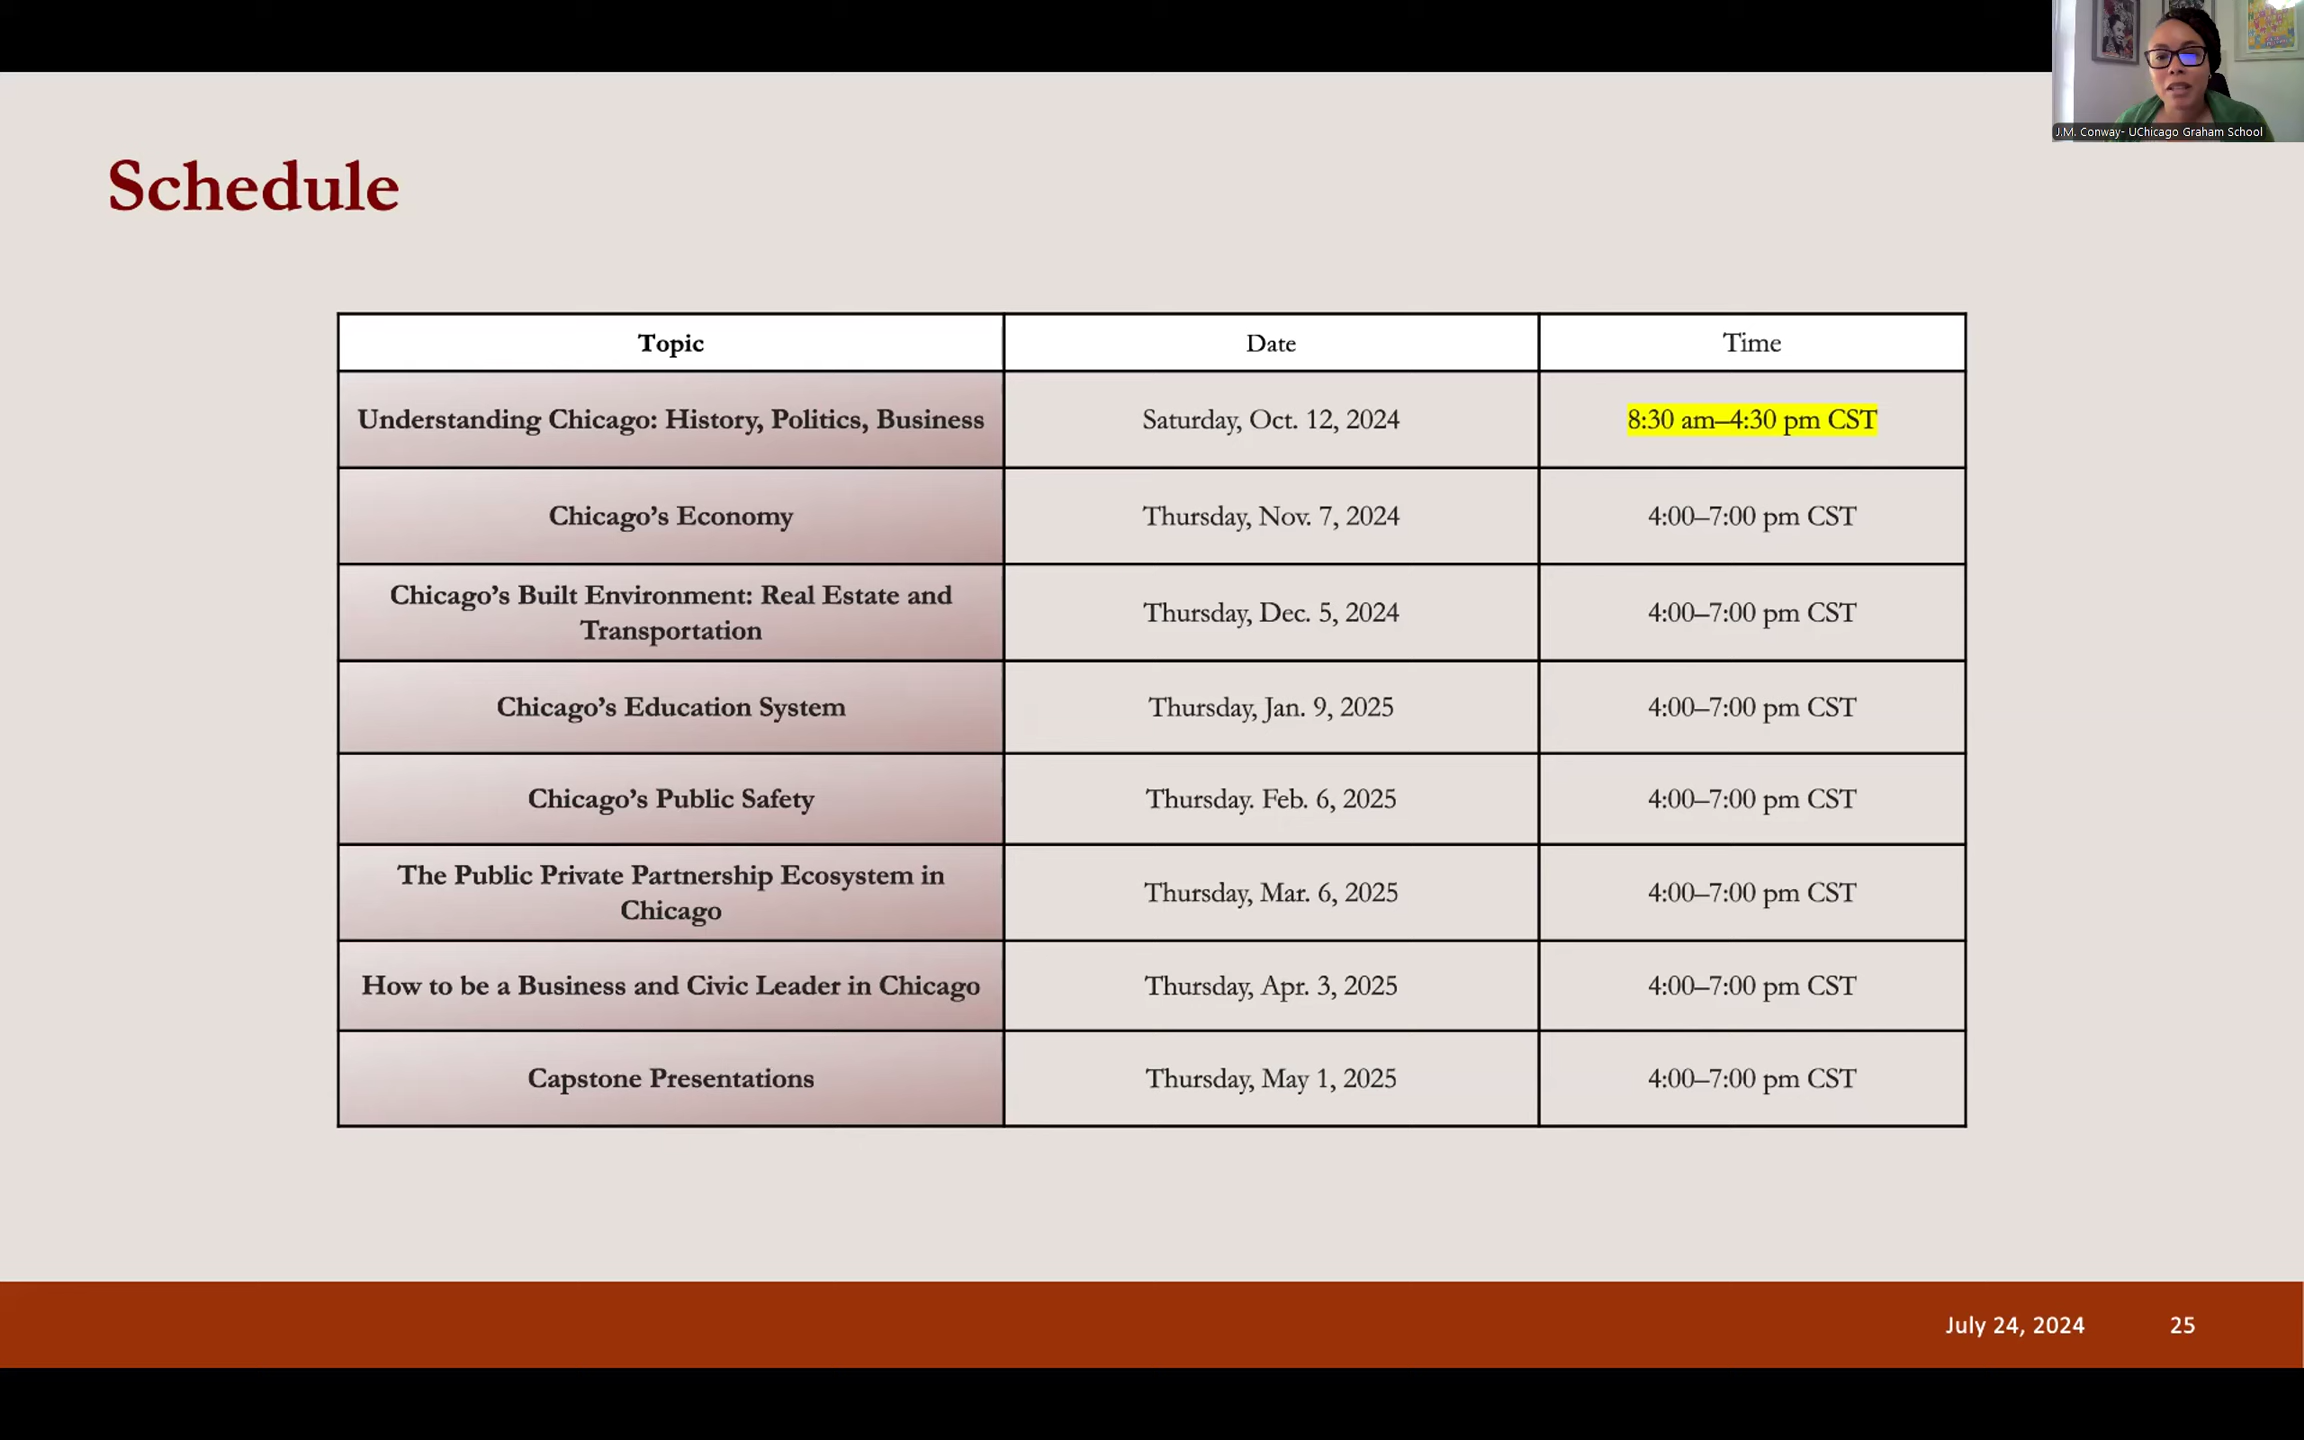 J.M. Conway- UChicago Graham School
Schedule
Topic
Date
Time
Understanding Chicago: History, Politics, Business
Saturday, Oct. 12, 2024
8:30 am–4:30 pm CST
Chicago’s Economy
Thursday, Nov. 7, 2024
4:00–7:00 pm CST
Chicago’s Built Environment: Real Estate and
Transportation
Thursday, Dec. 5, 2024
4:00–7:00 pm CST
Chicago’s Education System
Thursday, Jan. 9, 2025
4:00–7:00 pm CST
Chicago’s Public Safety
Thursday. Feb. 6, 2025
4:00–7:00 pm CST
The Public Private Partnership Ecosystem in
Chicago
Thursday, Mar. 6, 2025
4:00–7:00 pm CST
How to be a Business and Civic Leader in Chicago
Thursday, Apr. 3, 2025
4:00–7:00 pm CST
Capstone Presentations
Thursday, May 1, 2025
4:00–7:00 pm CST
July 24, 2024
25